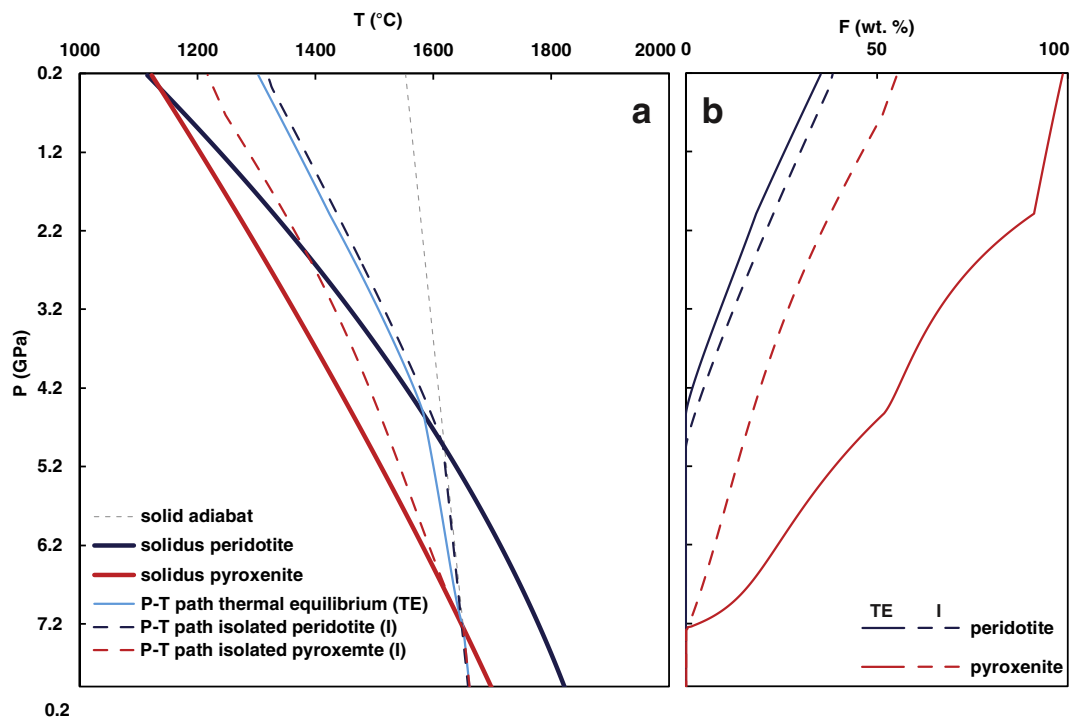 T (°C)
1000 1200 1400 1600 1800 2000
F (wt. %)
0 50 100
P (GPa)
0.2
1.2
2.2
3.2
4.2
5.2
6.2
7.2
0.2
a
solid adiabat
solidus peridotite
solidus pyroxenite
P-T path thermal equilibrium (TE)
P-T path isolated peridotite (I)
P-T path isolated pyroxemte (I)
b
TE I
peridotite
pyroxenite